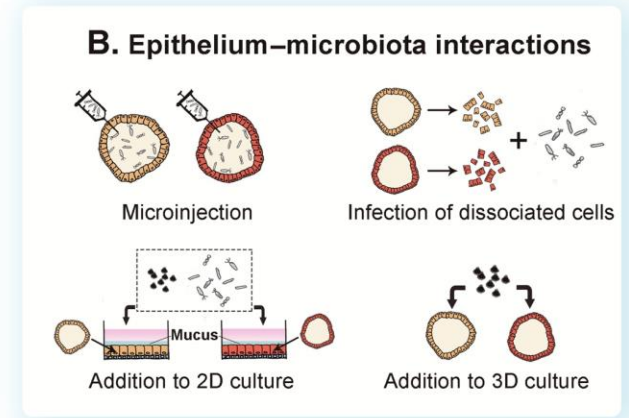 B. Epithelium–microbiota interactions
Microinjection
Infection of dissociated cells
Mucus
Addition to 2D culture
Addition to 3D culture